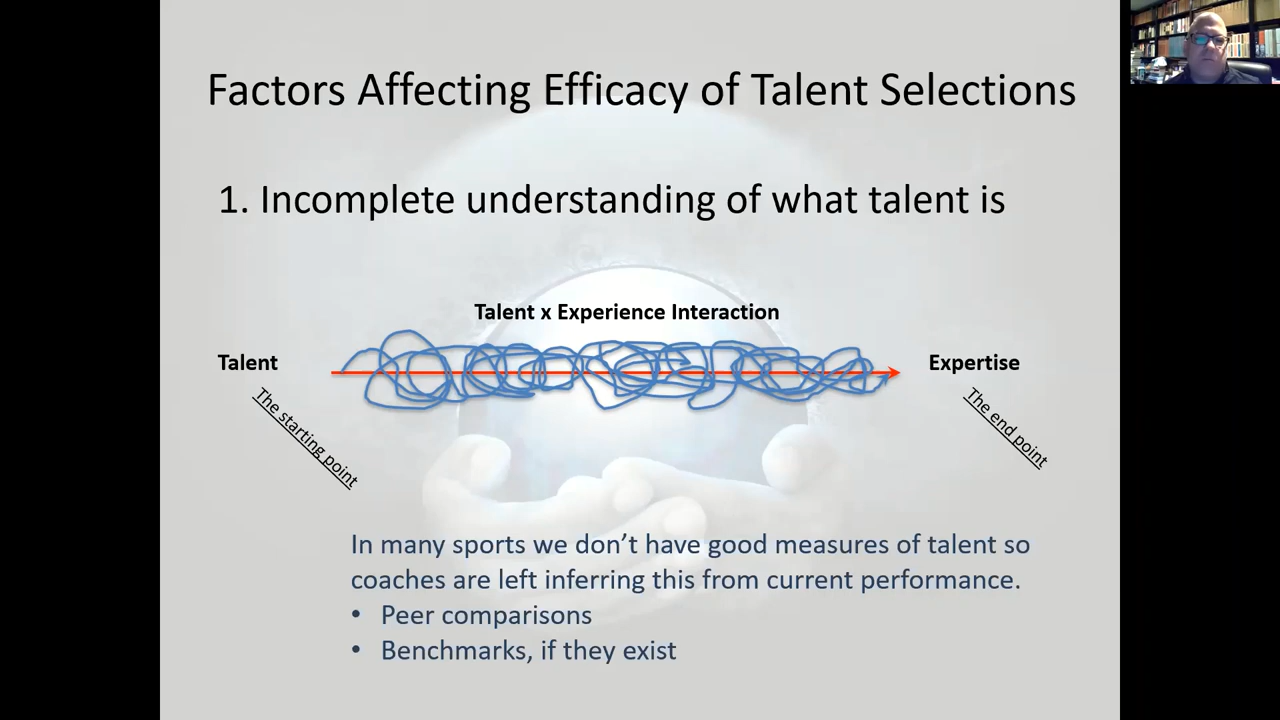 Factors Affecting Efficacy of Talent Selections
1. Incomplete understanding of what talent is
Talent x Experience Interaction
Talent
Expertise
The starting point
The end point
In many sports we don’t have good measures of talent so
coaches are left inferring this from current performance.
• Peer comparisons
• Benchmarks, if they exist